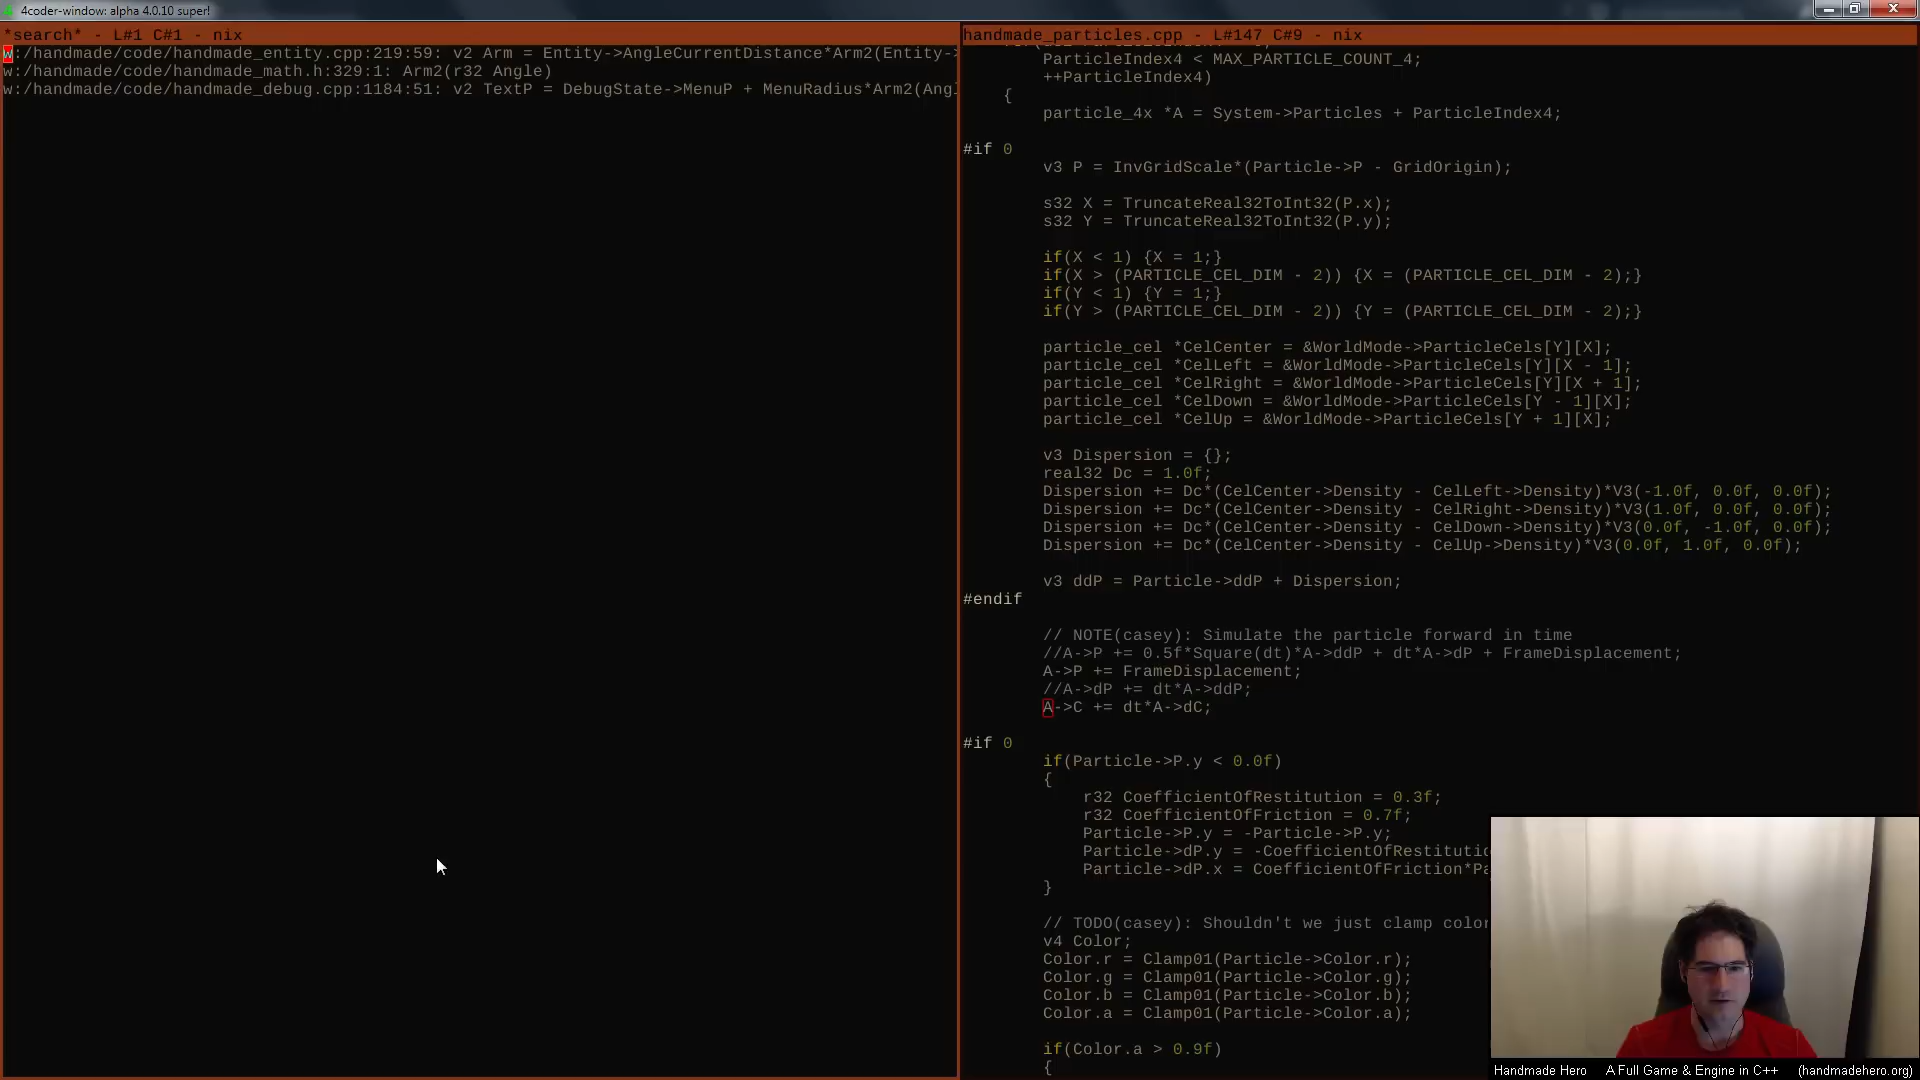 4coder-window: alpha 4.0.10 super!
*search* - L#1 C#1 - nix
w:/handmade/code/handmade_entity.cpp:219:59: v2 Arm = Entity->AngleCurrentDistance*Arm2(Entity->
w:/handmade/code/handmade_math.h:329:1: Arm2(r32 Angle)
w:/handmade/code/handmade_debug.cpp:1184:51: v2 TextP = DebugState->MenuP + MenuRadius*Arm2(Angl
handmade_particles.cpp - L#147 C#9 - nix
ParticleIndex4 < MAX_PARTICLE_COUNT_4;
++ParticleIndex4)
{
particle_4x *A = System->Particles + ParticleIndex4;
#if 0
v3 P = InvGridScale*(Particle->P - GridOrigin);
s32 X = TruncateReal32ToInt32(P.x);
s32 Y = TruncateReal32ToInt32(P.y);
if(X < 1) {X = 1;}
if(X > (PARTICLE_CEL_DIM - 2)) {X = (PARTICLE_CEL_DIM - 2);}
if(Y < 1) {Y = 1;}
if(Y > (PARTICLE_CEL_DIM - 2)) {Y = (PARTICLE_CEL_DIM - 2);}
particle_cel *CelCenter = &WorldMode->ParticleCels[Y][X];
particle_cel *CelLeft = &WorldMode->ParticleCels[Y][X - 1];
particle_cel *CelRight = &WorldMode->ParticleCels[Y][X + 1];
particle_cel *CelDown = &WorldMode->ParticleCels[Y - 1][X];
particle_cel *CelUp = &WorldMode->ParticleCels[Y + 1][X];
v3 Dispersion = {};
real32 Dc = 1.0f;
Dispersion += Dc*(CelCenter->Density - CelLeft->Density)*V3(-1.0f, 0.0f, 0.0f);
Dispersion += Dc*(CelCenter->Density - CelRight->Density)*V3(1.0f, 0.0f, 0.0f);
Dispersion += Dc*(CelCenter->Density - CelDown->Density)*V3(0.0f, -1.0f, 0.0f);
Dispersion += Dc*(CelCenter->Density - CelUp->Density)*V3(0.0f, 1.0f, 0.0f);
v3 ddP = Particle->ddP + Dispersion;
#endif
// NOTE(casey): Simulate the particle forward in time
//A->P += 0.5f*Square(dt)*A->ddP + dt*A->dP + FrameDisplacement;
A->P += FrameDisplacement;
//A->dP += dt*A->ddP;
A->C += dt*A->dC;
#if 0
if(Particle->P.y < 0.0f)
{
r32 CoefficientOfRestitution = 0.3f;
r32 CoefficientOfFriction = 0.7f;
Particle->P.y = -Particle->P.y;
Particle->dP.y = -CoefficientOfRestitutio
Particle->dP.x = CoefficientOfFriction*Pa
}
// TODO(casey): Shouldn't we just clamp color
v4 Color;
Color.r = Clamp01(Particle->Color.r);
Color.g = Clamp01(Particle->Color.g);
Color.b = Clamp01(Particle->Color.b);
Color.a = Clamp01(Particle->Color.a);
if(Color.a > 0.9f)
{
Handmade Hero A Full Game & Engine in C++ (handmadehero.org)